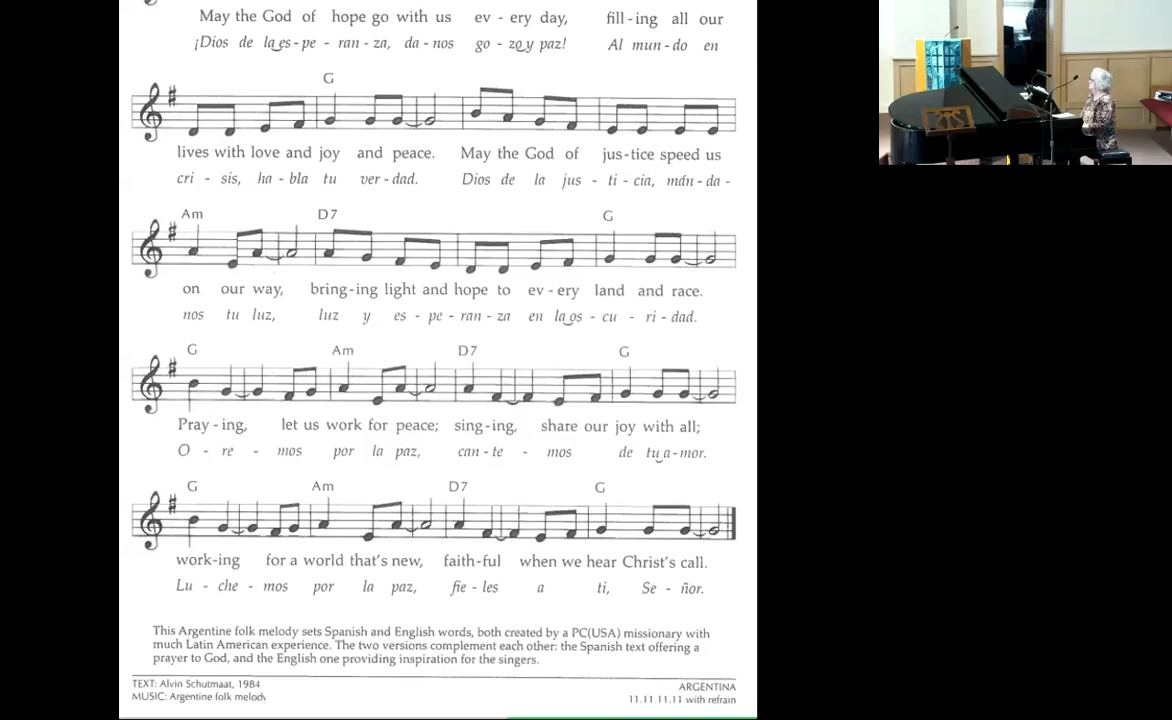 May the God of hope go with us ev - ery day, fill - ing all our
¡Dios de la es - pe - ran - za, da - nos go - zo y paz! Al mun - do en
G
lives with love and joy and peace. May the God of jus - tice speed us
cri - sis, ha - bla tu ver - dad. Dios de la jus - ti - cia, mán - da -
Am D7 G
on our way, bring - ing light and hope to ev - ery land and race.
nos tu luz, luz y es - pe - ran - za en la os - cu - ri - dad.
G Am D7 G
Pray - ing, let us work for peace; sing - ing, share our joy with all;
O - re - mos por la paz, can - te - mos de tu a - mor.
G Am D7 G
work - ing for a world that's new, faith - ful when we hear Christ's call.
Lu - che - mos por la paz, fie - les a ti, Se - ñor.
This Argentine folk melody sets Spanish and English words, both created by a PC(USA) missionary with
much Latin American experience. The two versions complement each other: the Spanish text offering a
prayer to God, and the English one providing inspiration for the singers.
TEXT: Alvin Schutmaat, 1984
MUSIC: Argentine folk melody
ARGENTINA
11.11 11.11 with refrain